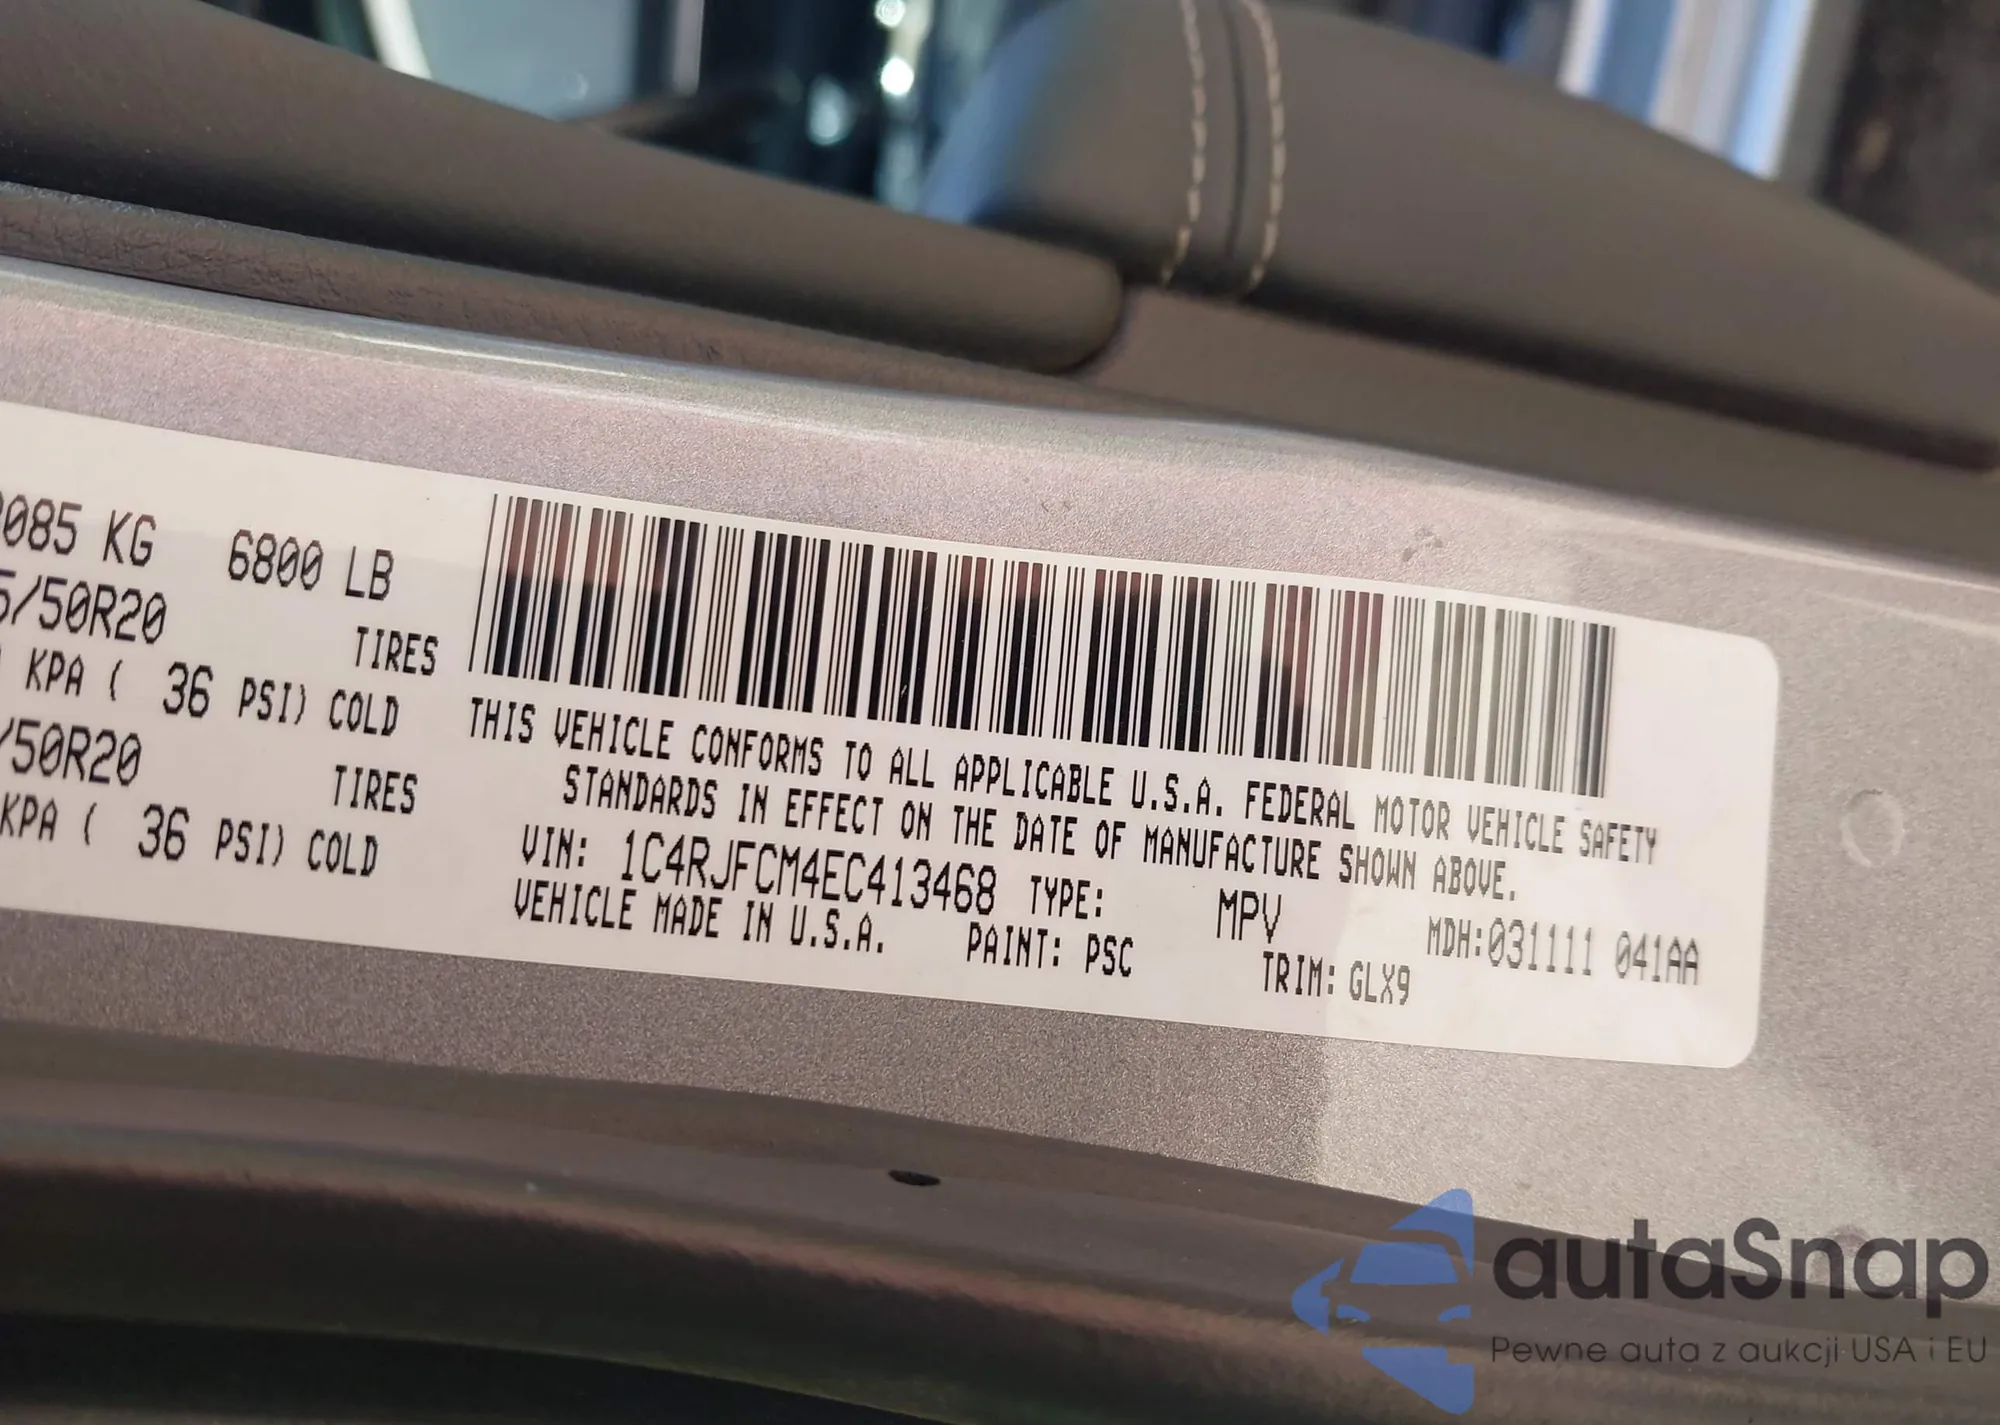 085 KG 6800 LB
5/50R20 TIRES
KPA ( 36 PSI) COLD
/50R20 TIRES
KPA ( 36 PSI) COLD
THIS VEHICLE CONFORMS TO ALL APPLICABLE U.S.A. FEDERAL MOTOR VEHICLE SAFETY
STANDARDS IN EFFECT ON THE DATE OF MANUFACTURE SHOWN ABOVE.
VIN: 1C4RJFCM4EC413468 TYPE: MPV MDH:031111 041AA
VEHICLE MADE IN U.S.A. PAINT: PSC TRIM: GLX9
autaSnap
Pewne auta z aukcji USA i EU